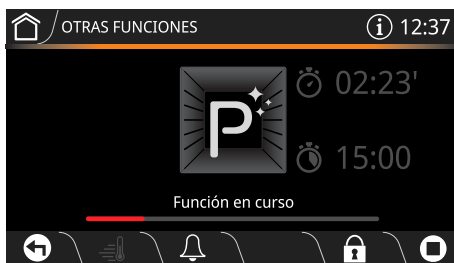 OTRAS FUNCIONES
i 12:37
P
02:23'
15:00
Función en curso